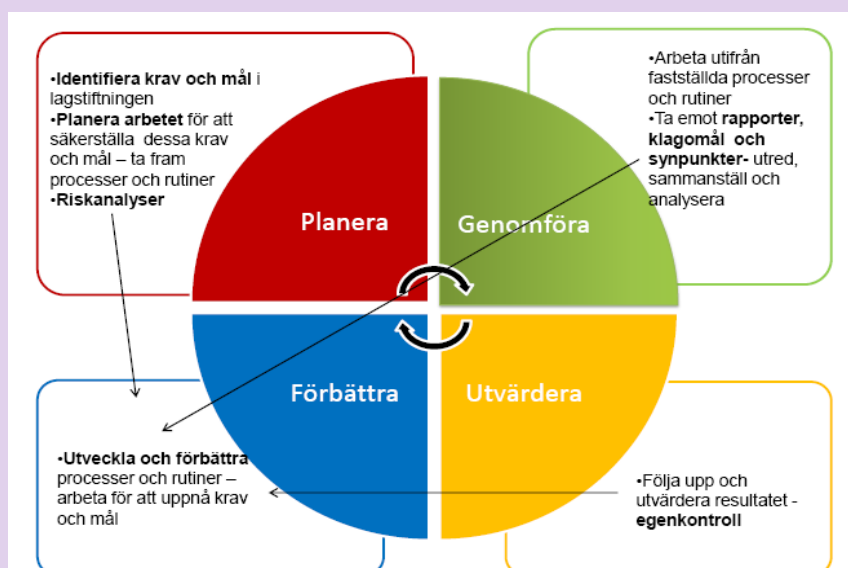 •Identifiera krav och mål i
lagstiftningen
•Planera arbetet för att
säkerställa dessa krav
och mål – ta fram
processer och rutiner
•Riskanalyser
•Arbeta utifrån
fastställda processer
och rutiner
•Ta emot rapporter,
klagomål och
synpunkter- utred,
sammanställ och
analysera
Planera
Genomföra
Förbättra
Utvärdera
•Utveckla och förbättra
processer och rutiner –
arbeta för att uppnå krav
och mål
•Följa upp och
utvärdera resultatet -
egenkontroll